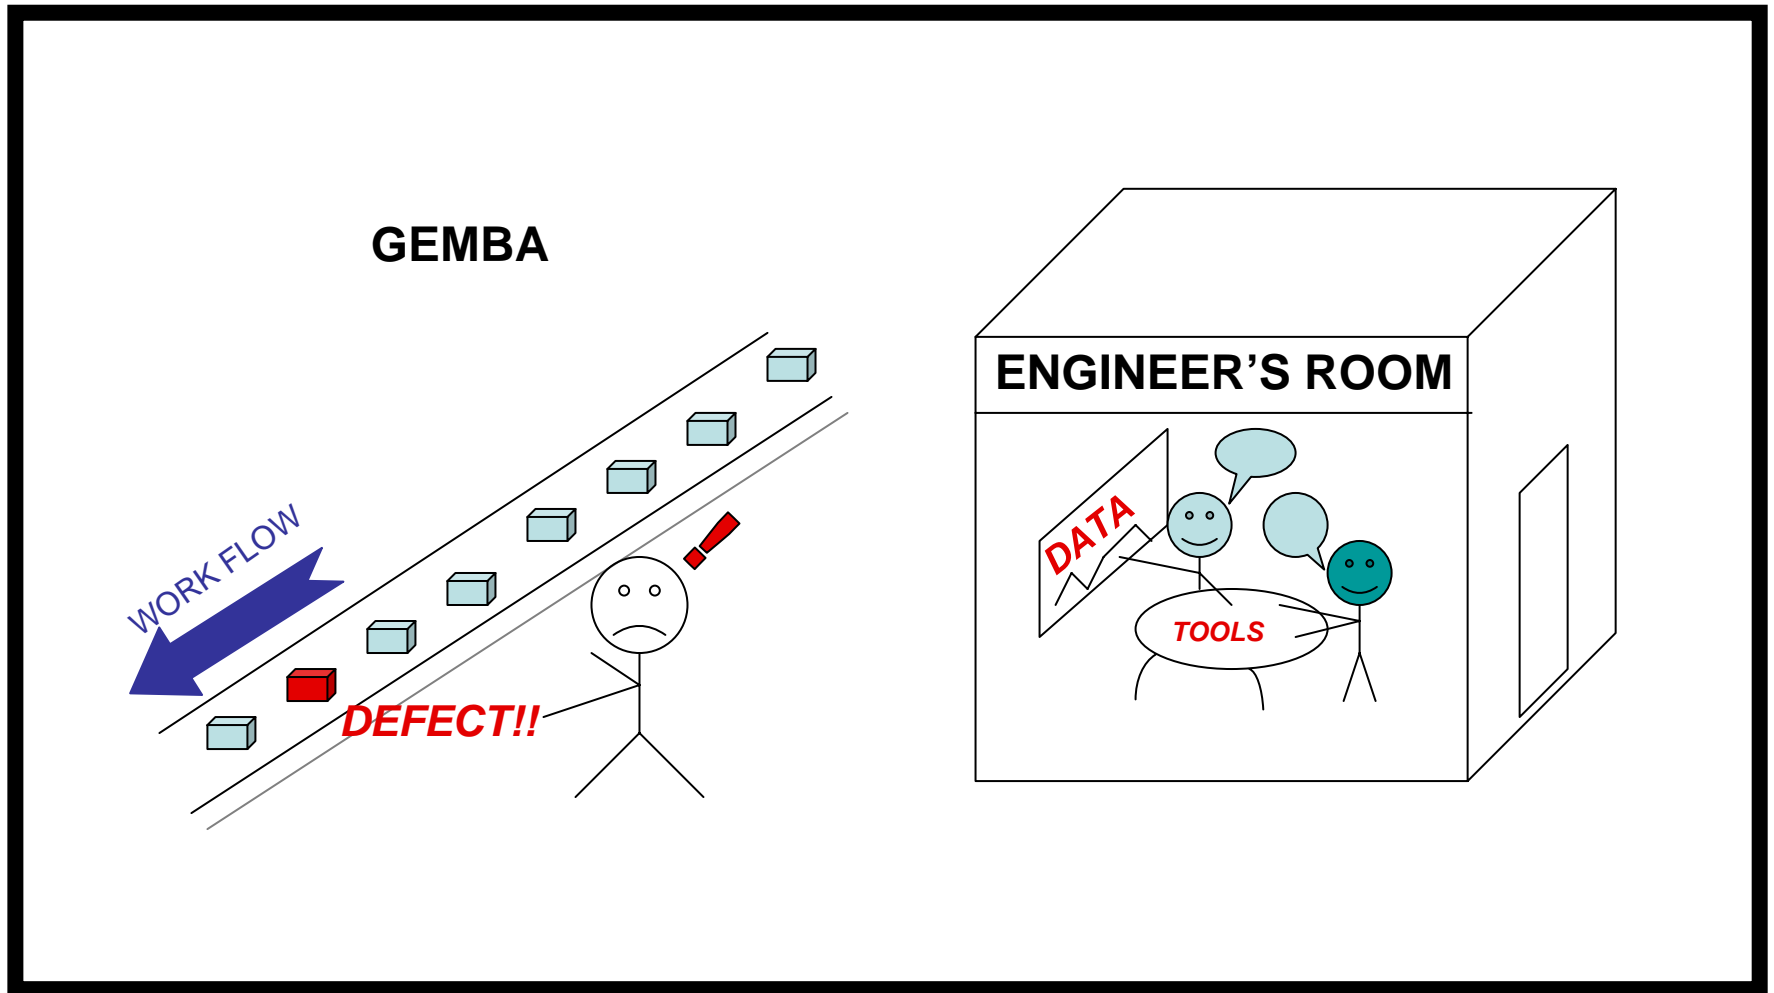 GEMBA
ENGINEER’S ROOM
DATA
WORK FLOW
TOOLS
DEFECT!!